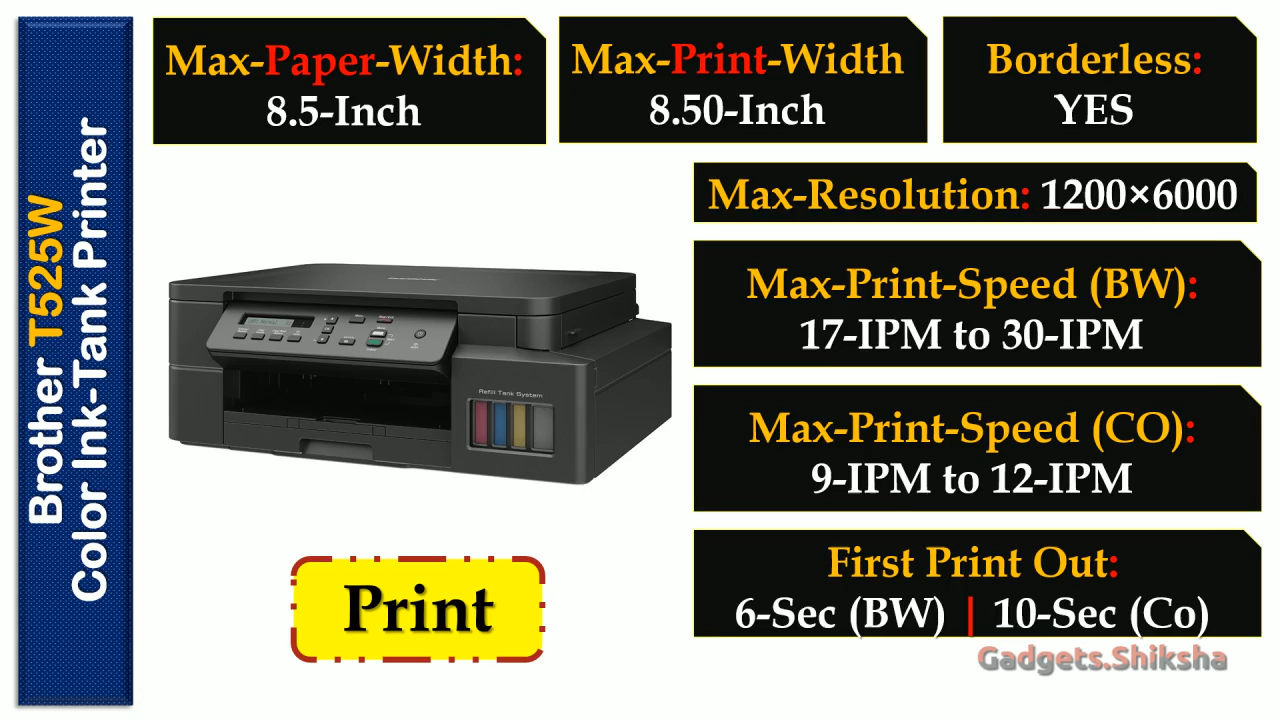 Brother T525W
Color Ink-Tank Printer
Max-Paper-Width:
8.5-Inch
Max-Print-Width
8.50-Inch
Borderless:
YES
Max-Resolution: 1200×6000
Max-Print-Speed (BW):
17-IPM to 30-IPM
Max-Print-Speed (CO):
9-IPM to 12-IPM
First Print Out:
6-Sec (BW) | 10-Sec (Co)
Refill Tank System
Print
Gadgets.Shiksha